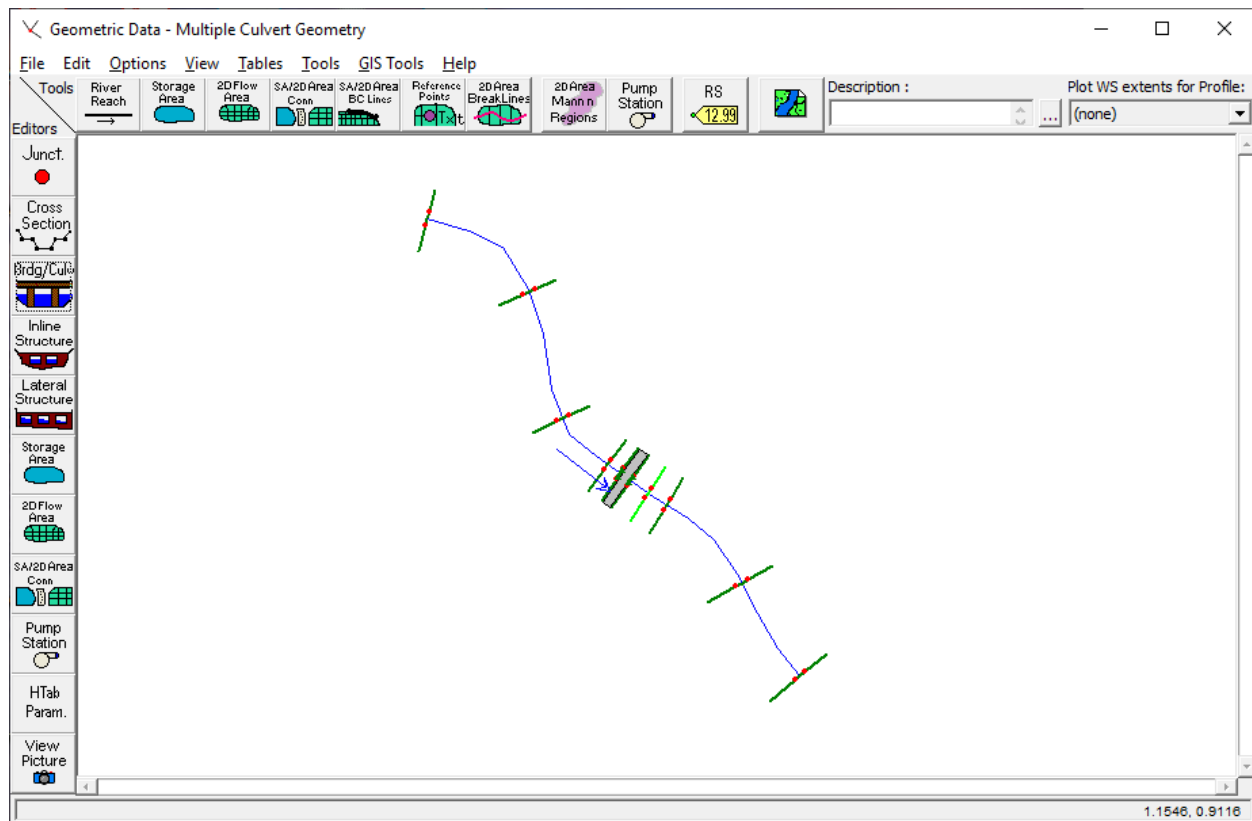 Geometric Data - Multiple Culvert Geometry
File Edit Options View Tables Tools GIS Tools Help
Tools
Editors
River
Reach
Storage
Area
2D Flow
Area
SA/2D Area
Conn
SA/2D Area
BC Lines
Reference
Points
Txt
2D Area
BreakLines
2D Area
Mann n
Regions
Pump
Station
RS
12.99
Description :
...
Plot WS extents for Profile:
(none)
Junct.
Cross
Section
Brdg/Culv
Inline
Structure
Lateral
Structure
Storage
Area
2D Flow
Area
SA/2D Area
Conn
Pump
Station
HTab
Param.
View
Picture
1.1546, 0.9116